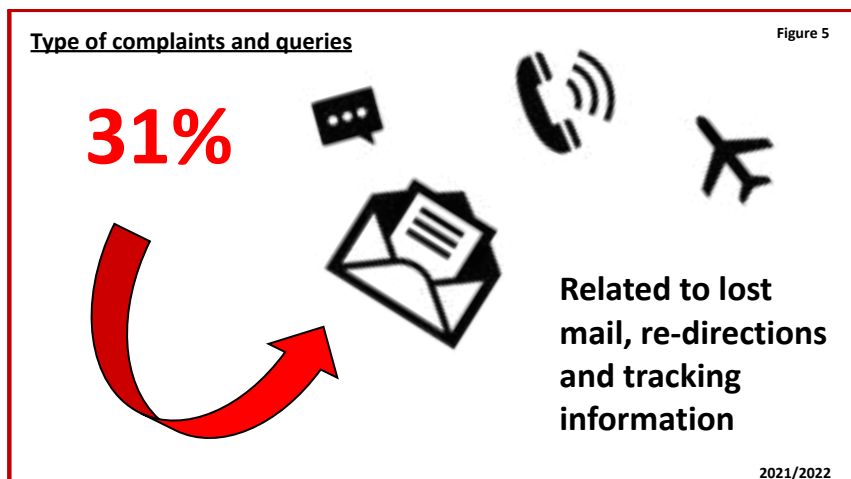 Type of complaints and queries
Figure 5
31%
Related to lost
mail, re-directions
and tracking
information
2021/2022